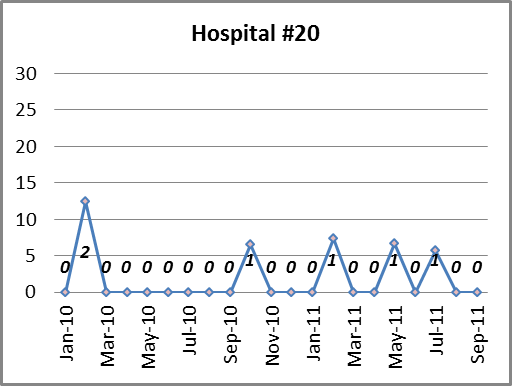 Hospital #20
30
25
20
15
10
5
0
0 2 0 0 0 0 0 0 0 1 0 0 0 1 0 0 1 0 1 0 0
Jan-10
Mar-10
May-10
Jul-10
Sep-10
Nov-10
Jan-11
Mar-11
May-11
Jul-11
Sep-11